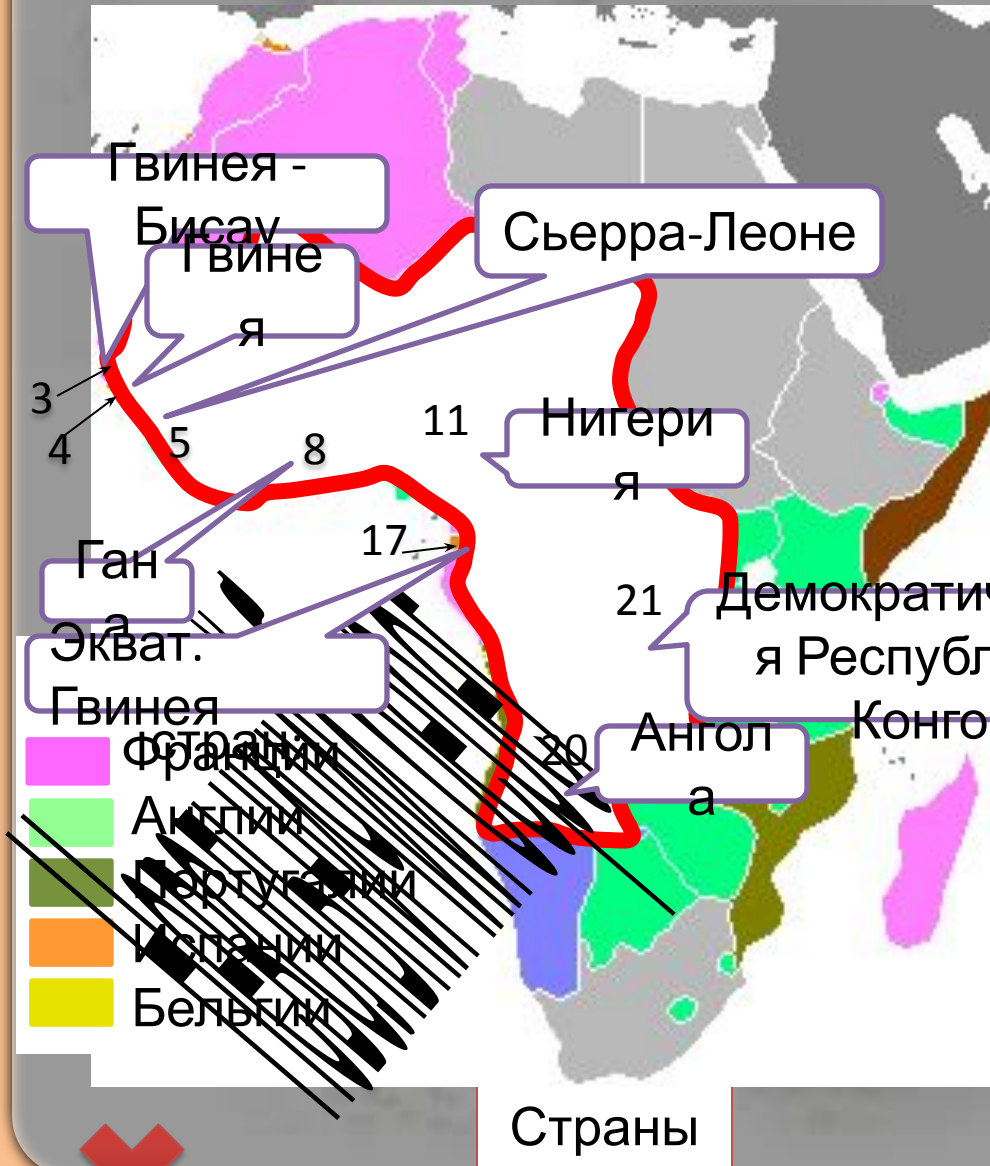 Гвинея -
Бисау
Гвине
я
Сьерра-Леоне
3
4
5
8
11
Нигери
я
17
Ган
а
21
Демократич
я Республ
Конго
Экват.
Гвинея
стран:
20
Ангол
а
Франции
Англии
Португалии
Испании
Бельгии
Страны